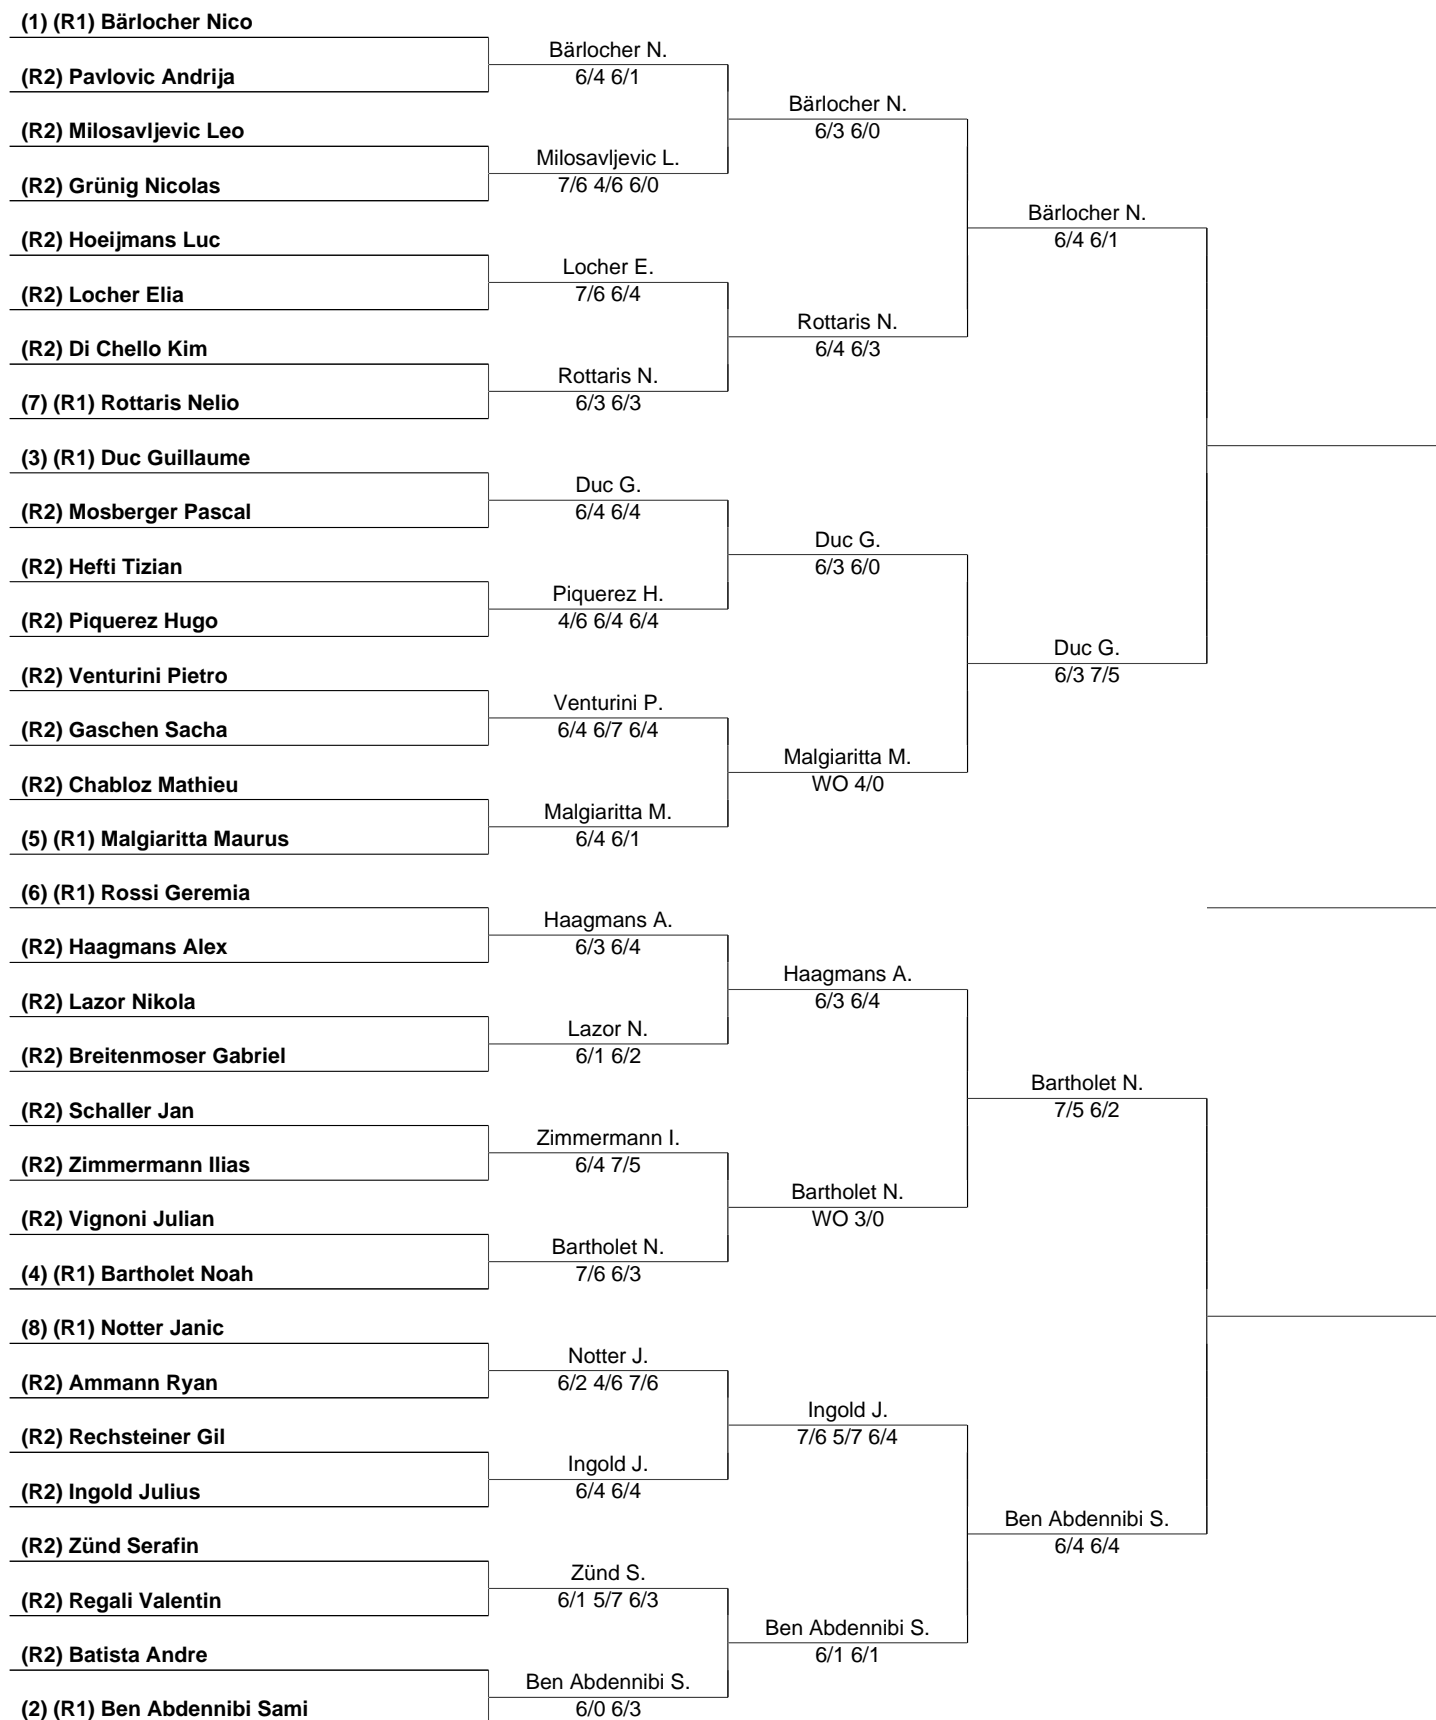 (1) (R1) Bärlocher Nico
(R2) Pavlovic Andrija
(R2) Milosavljevic Leo
(R2) Grünig Nicolas
(R2) Hoeijmans Luc
(R2) Locher Elia
(R2) Di Chello Kim
(7) (R1) Rottaris Nelio
(3) (R1) Duc Guillaume
(R2) Mosberger Pascal
(R2) Hefti Tizian
(R2) Piquerez Hugo
(R2) Venturini Pietro
(R2) Gaschen Sacha
(R2) Chabloz Mathieu
(5) (R1) Malgiaritta Maurus
(6) (R1) Rossi Geremia
(R2) Haagmans Alex
(R2) Lazor Nikola
(R2) Breitenmoser Gabriel
(R2) Schaller Jan
(R2) Zimmermann Ilias
(R2) Vignoni Julian
(4) (R1) Bartholet Noah
(8) (R1) Notter Janic
(R2) Ammann Ryan
(R2) Rechsteiner Gil
(R2) Ingold Julius
(R2) Zünd Serafin
(R2) Regali Valentin
(R2) Batista Andre
(2) (R1) Ben Abdennibi Sami
Bärlocher N.
6/4 6/1
Milosavljevic L.
7/6 4/6 6/0
Locher E.
7/6 6/4
Rottaris N.
6/3 6/3
Duc G.
6/4 6/4
Piquerez H.
4/6 6/4 6/4
Venturini P.
6/4 6/7 6/4
Malgiaritta M.
6/4 6/1
Haagmans A.
6/3 6/4
Lazor N.
6/1 6/2
Zimmermann I.
6/4 7/5
Bartholet N.
7/6 6/3
Notter J.
6/2 4/6 7/6
Ingold J.
6/4 6/4
Zünd S.
6/1 5/7 6/3
Ben Abdennibi S.
6/0 6/3
Bärlocher N.
6/3 6/0
Rottaris N.
6/4 6/3
Duc G.
6/3 6/0
Malgiaritta M.
WO 4/0
Haagmans A.
6/3 6/4
Bartholet N.
WO 3/0
Ingold J.
7/6 5/7 6/4
Ben Abdennibi S.
6/1 6/1
Bärlocher N.
6/4 6/1
Duc G.
6/3 7/5
Bartholet N.
7/5 6/2
Ben Abdennibi S.
6/4 6/4